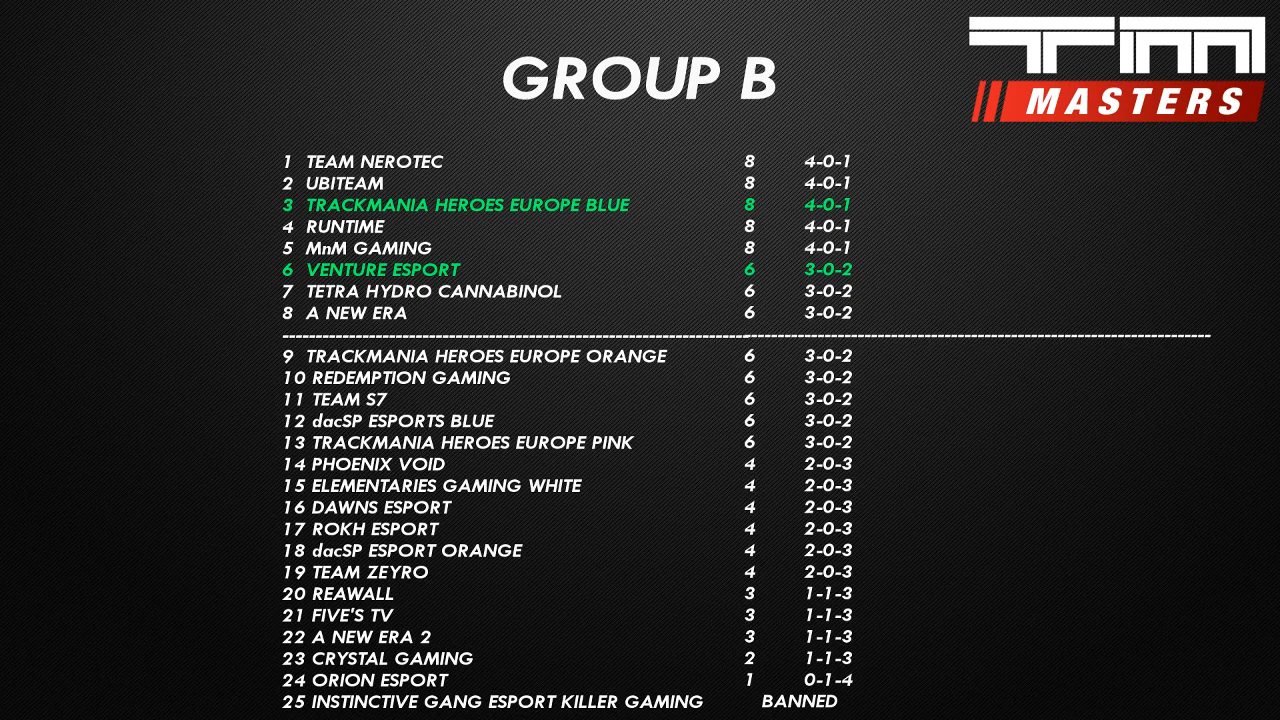 TM
MASTERS
GROUP B
1 TEAM NEROTEC 8 4-0-1
2 UBITEAM 8 4-0-1
3 TRACKMANIA HEROES EUROPE BLUE 8 4-0-1
4 RUNTIME 8 4-0-1
5 MnM GAMING 8 4-0-1
6 VENTURE ESPORT 6 3-0-2
7 TETRA HYDRO CANNABINOL 6 3-0-2
8 A NEW ERA 6 3-0-2
9 TRACKMANIA HEROES EUROPE ORANGE 6 3-0-2
10 REDEMPTION GAMING 6 3-0-2
11 TEAM S7 6 3-0-2
12 dacSP ESPORTS BLUE 6 3-0-2
13 TRACKMANIA HEROES EUROPE PINK 6 3-0-2
14 PHOENIX VOID 4 2-0-3
15 ELEMENTARIES GAMING WHITE 4 2-0-3
16 DAWNS ESPORT 4 2-0-3
17 ROKH ESPORT 4 2-0-3
18 dacSP ESPORT ORANGE 4 2-0-3
19 TEAM ZEYRO 4 2-0-3
20 REAWALL 3 1-1-3
21 FIVE'S TV 3 1-1-3
22 A NEW ERA 2 3 1-1-3
23 CRYSTAL GAMING 2 1-1-3
24 ORION ESPORT 1 0-1-4
25 INSTINCTIVE GANG ESPORT KILLER GAMING BANNED